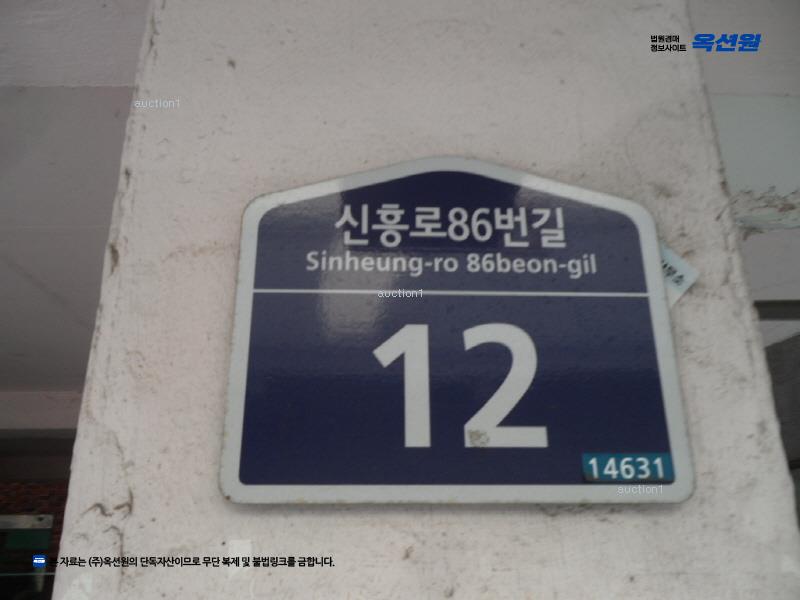 법원경매
정보사이트 옥션원
auction1
신흥로86번길
Sinheung-ro 86beon-gil
auction1
12
14631
auction1
본 자료는 (주)옥션원의 단독자산이므로 무단 복제 및 불법링크를 금합니다.